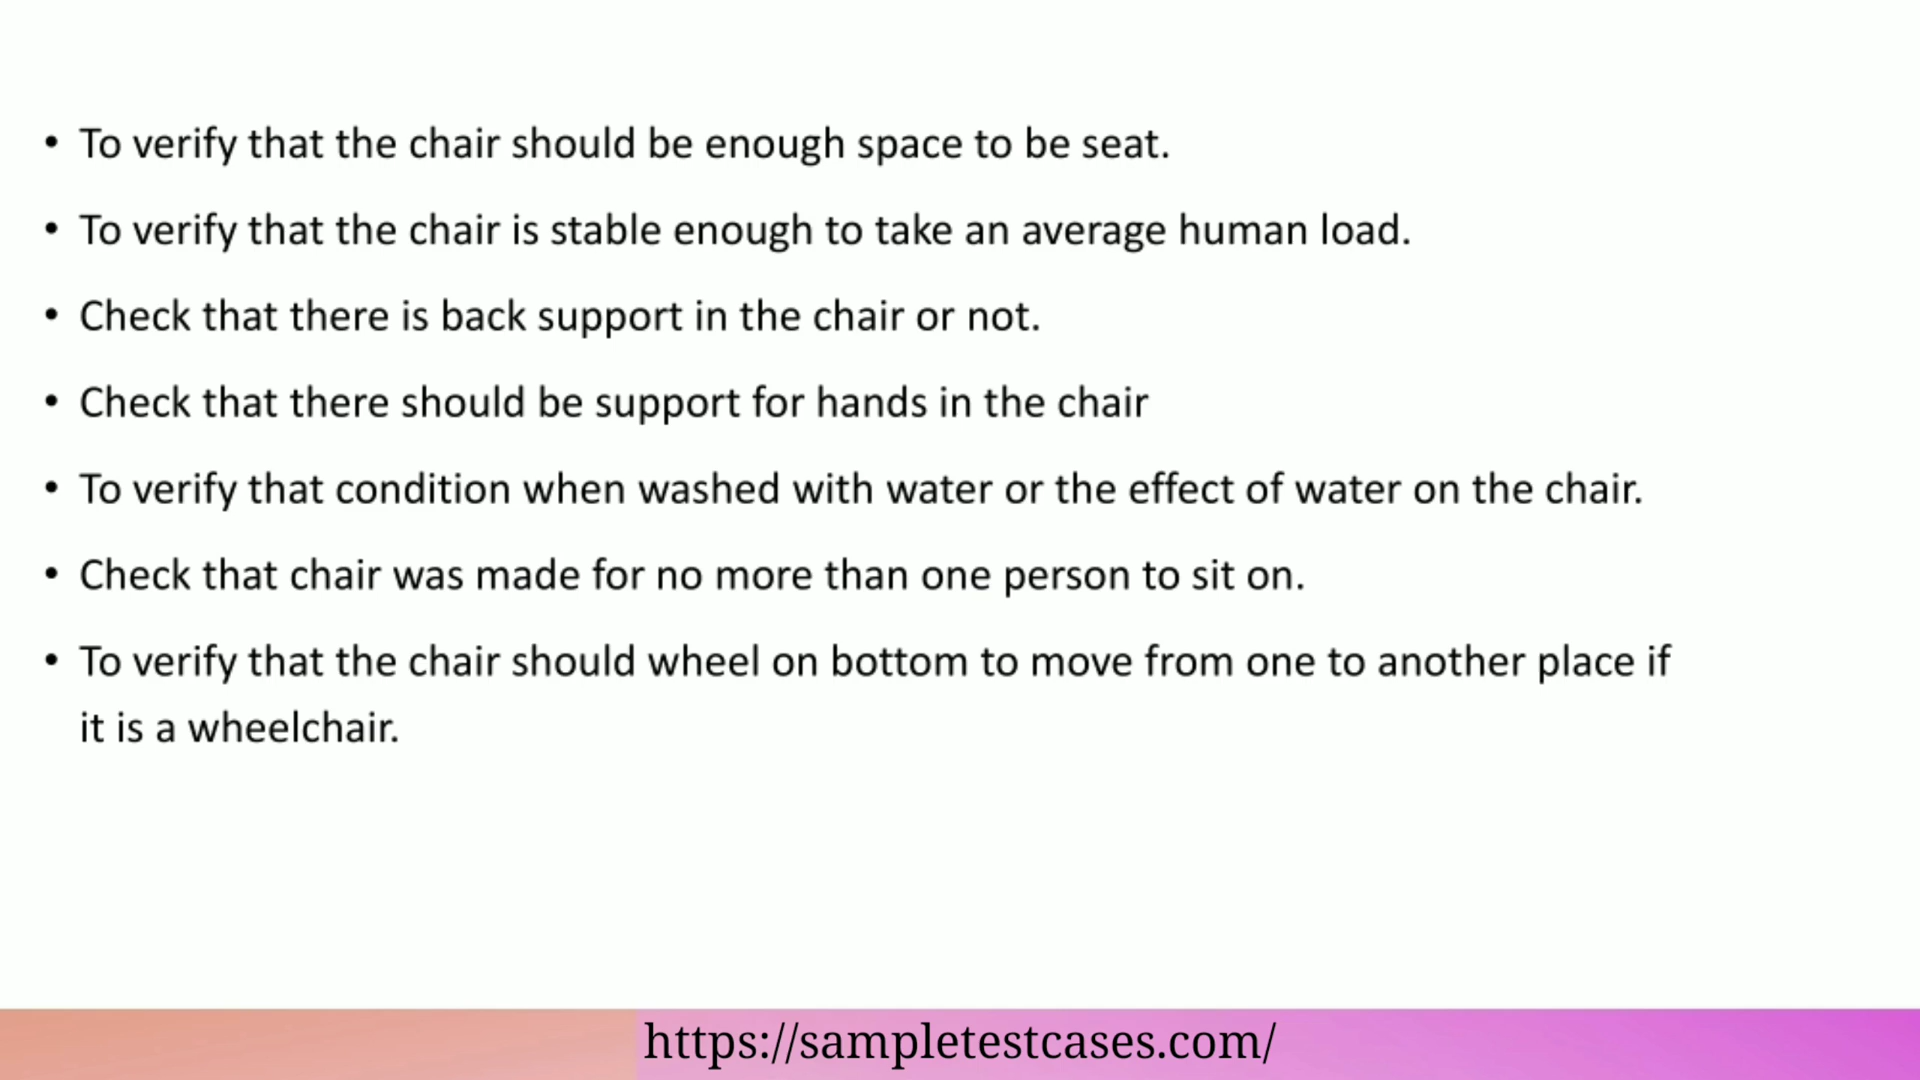 • To verify that the chair should be enough space to be seat.
• To verify that the chair is stable enough to take an average human load.
• Check that there is back support in the chair or not.
• Check that there should be support for hands in the chair
• To verify that condition when washed with water or the effect of water on the chair.
• Check that chair was made for no more than one person to sit on.
• To verify that the chair should wheel on bottom to move from one to another place if
it is a wheelchair.
https://sampletestcases.com/